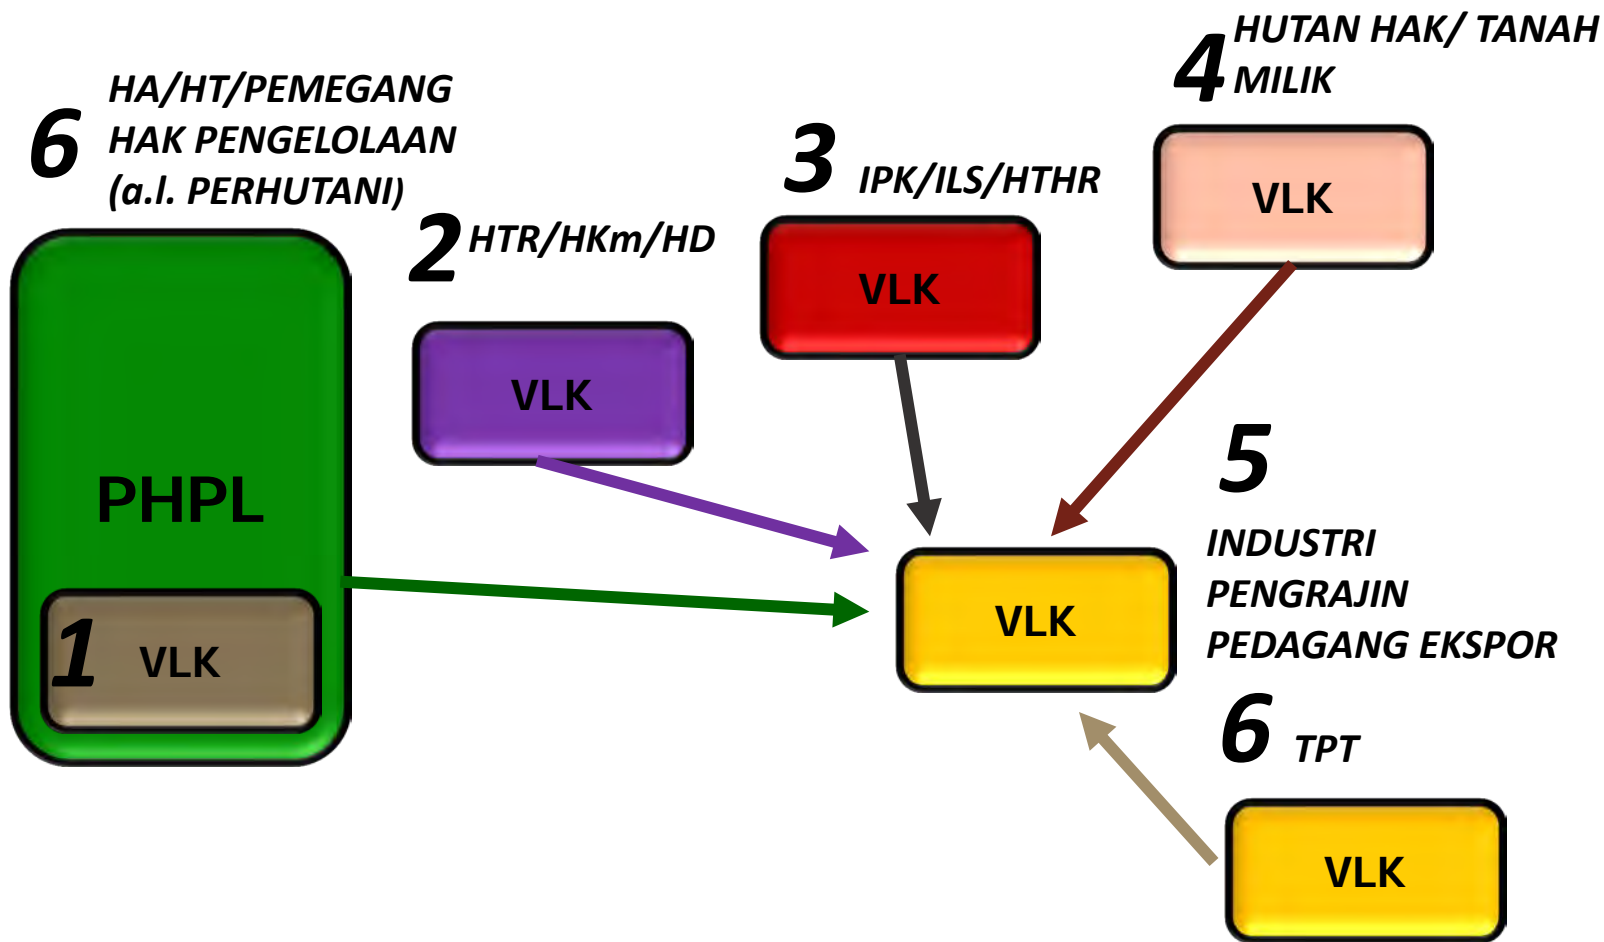 6
HA/HT/PEMEGANG
HAK PENGELOLAAN
(a.l. PERHUTANI)
PHPL
1
VLK
2
HTR/HKm/HD
VLK
3
IPK/ILS/HTHR
VLK
4
HUTAN HAK/ TANAH
MILIK
VLK
5
INDUSTRI
PENGRAJIN
PEDAGANG EKSPOR
VLK
6
TPT
VLK